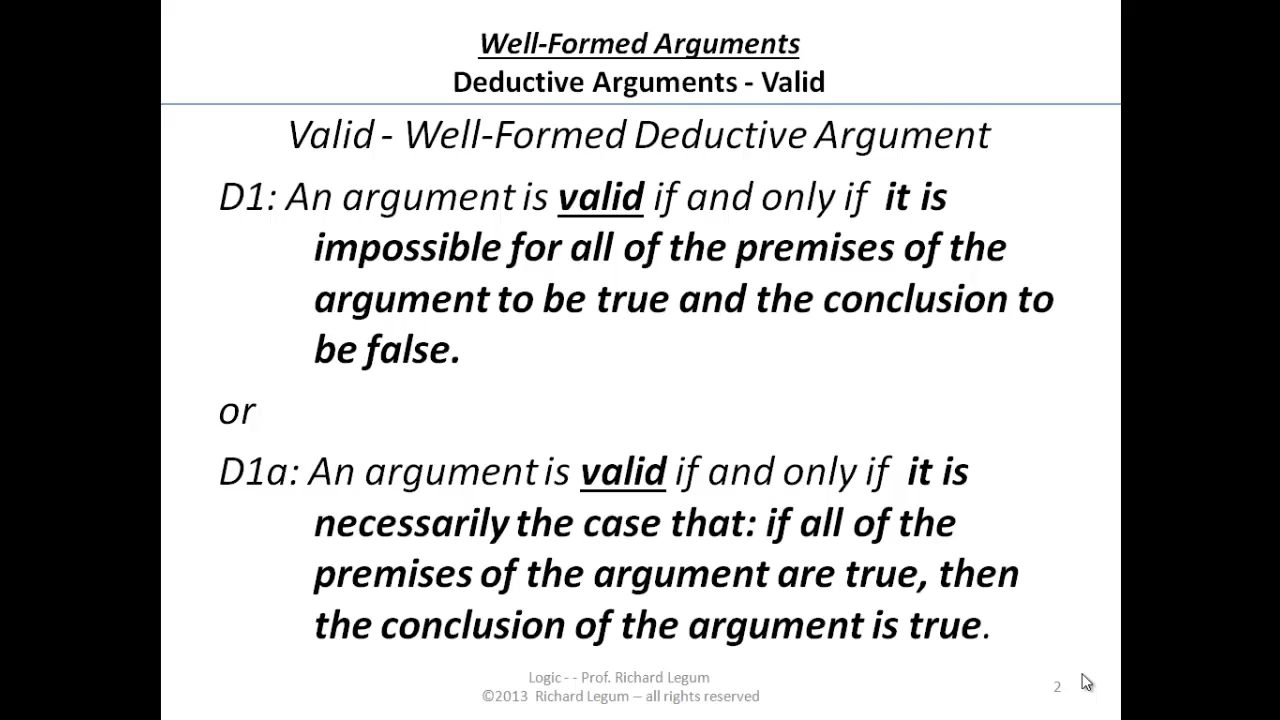 Well-Formed Arguments
Deductive Arguments - Valid
Valid - Well-Formed Deductive Argument
D1: An argument is valid if and only if it is
impossible for all of the premises of the
argument to be true and the conclusion to
be false.
or
D1a: An argument is valid if and only if it is
necessarily the case that: if all of the
premises of the argument are true, then
the conclusion of the argument is true.
Logic - - Prof. Richard Legum
©2013 Richard Legum – all rights reserved
2